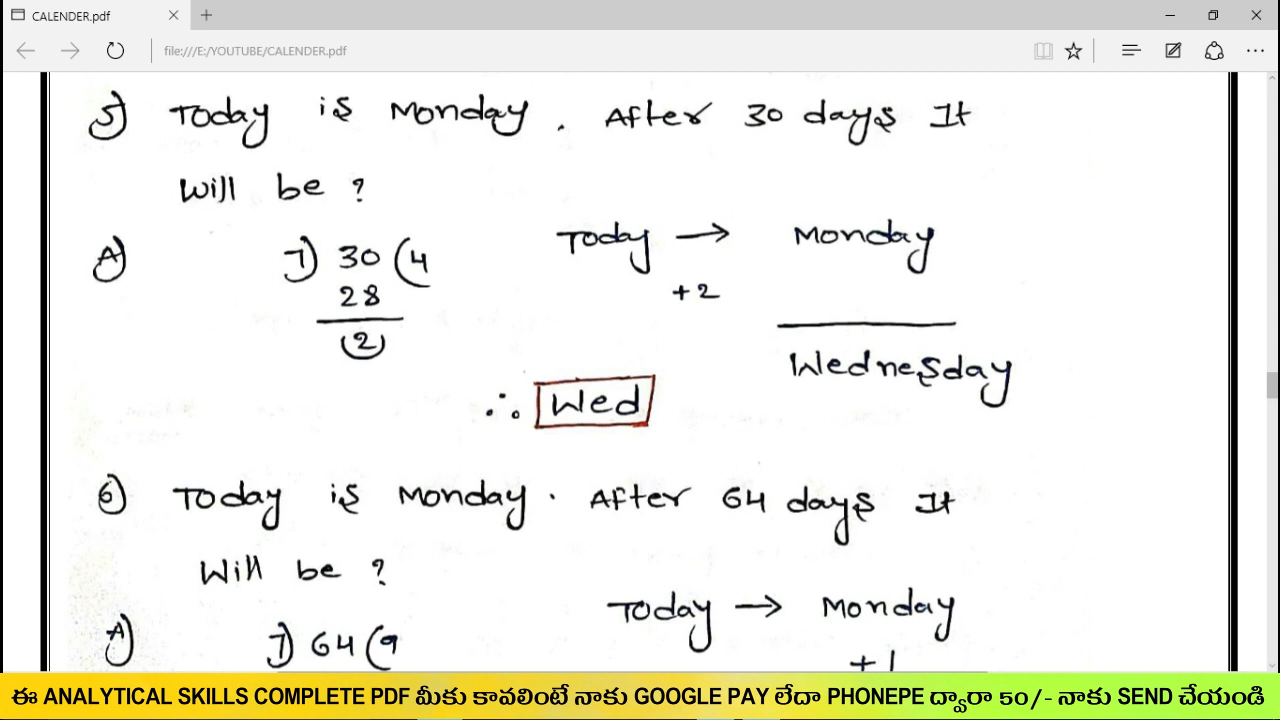 CALENDER.pdf
file:///E:/YOUTUBE/CALENDER.pdf
5) Today is Monday. After 30 days It
Will be ?
A) 7) 30 (4 Today → Monday
28 +2
(2) Wednesday
∴ Wed
6) Today is Monday. After 64 days It
Will be ?
A) 7) 64 (9 Today → Monday
+1
ఈ ANALYTICAL SKILLS COMPLETE PDF మీకు కావలింటే నాకు GOOGLE PAY లేదా PHONEPE ద్వారా 50/- నాకు SEND చేయండి